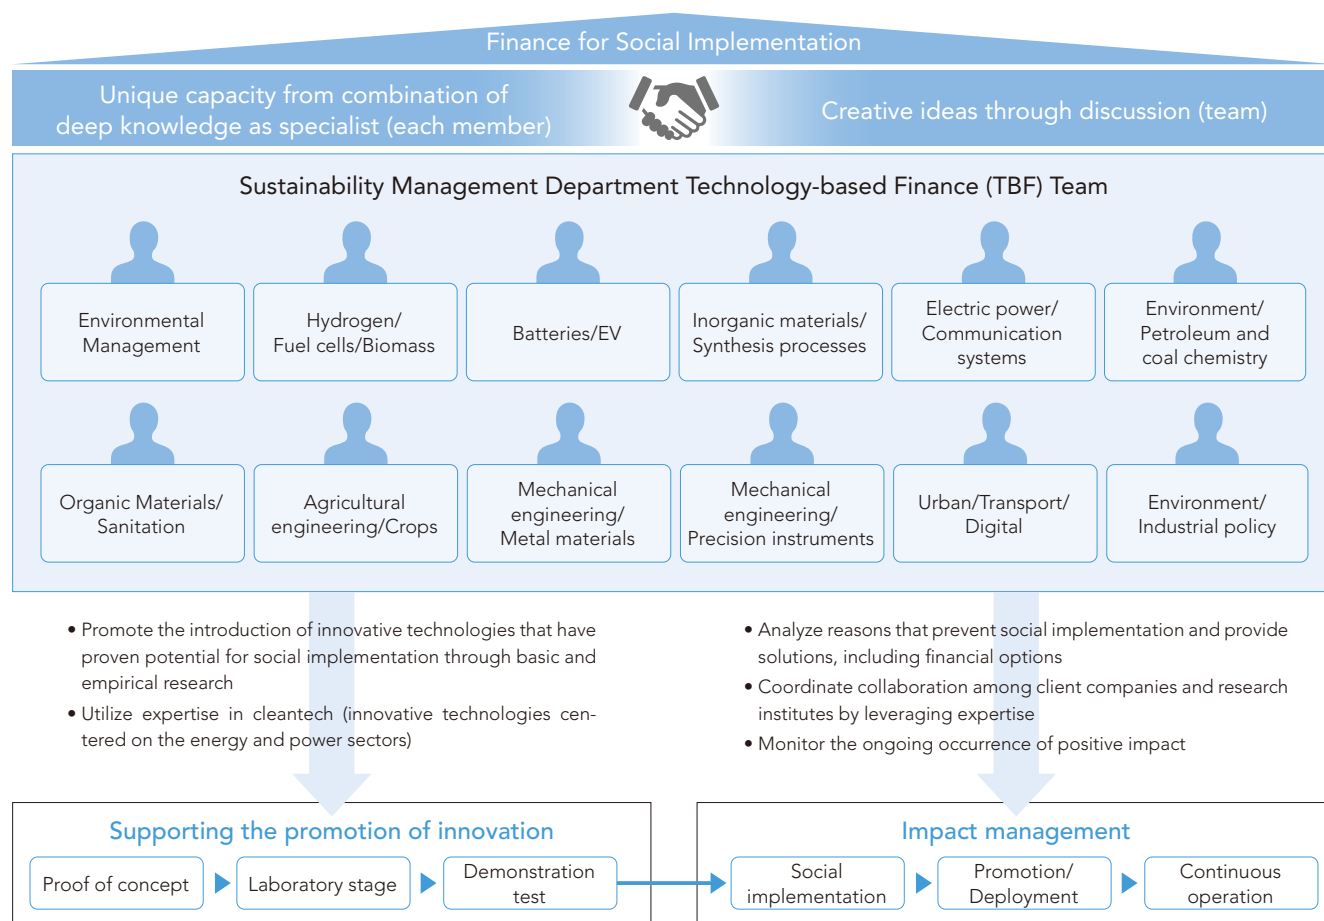 Finance for Social Implementation
Unique capacity from combination of
deep knowledge as specialist (each member)
Creative ideas through discussion (team)
Sustainability Management Department Technology-based Finance (TBF) Team
Environmental
Management
Hydrogen/
Fuel cells/Biomass
Batteries/EV
Inorganic materials/
Synthesis processes
Electric power/
Communication
systems
Environment/
Petroleum and
coal chemistry
Organic Materials/
Sanitation
Agricultural
engineering/Crops
Mechanical
engineering/
Metal materials
Mechanical
engineering/
Precision instruments
Urban/Transport/
Digital
Environment/
Industrial policy
• Promote the introduction of innovative technologies that have
proven potential for social implementation through basic and
empirical research
• Utilize expertise in cleantech (innovative technologies cen-
tered on the energy and power sectors)
• Analyze reasons that prevent social implementation and provide
solutions, including financial options
• Coordinate collaboration among client companies and research
institutes by leveraging expertise
• Monitor the ongoing occurrence of positive impact
Supporting the promotion of innovation
Proof of concept
Laboratory stage
Demonstration
test
Impact management
Social
implementation
Promotion/
Deployment
Continuous
operation